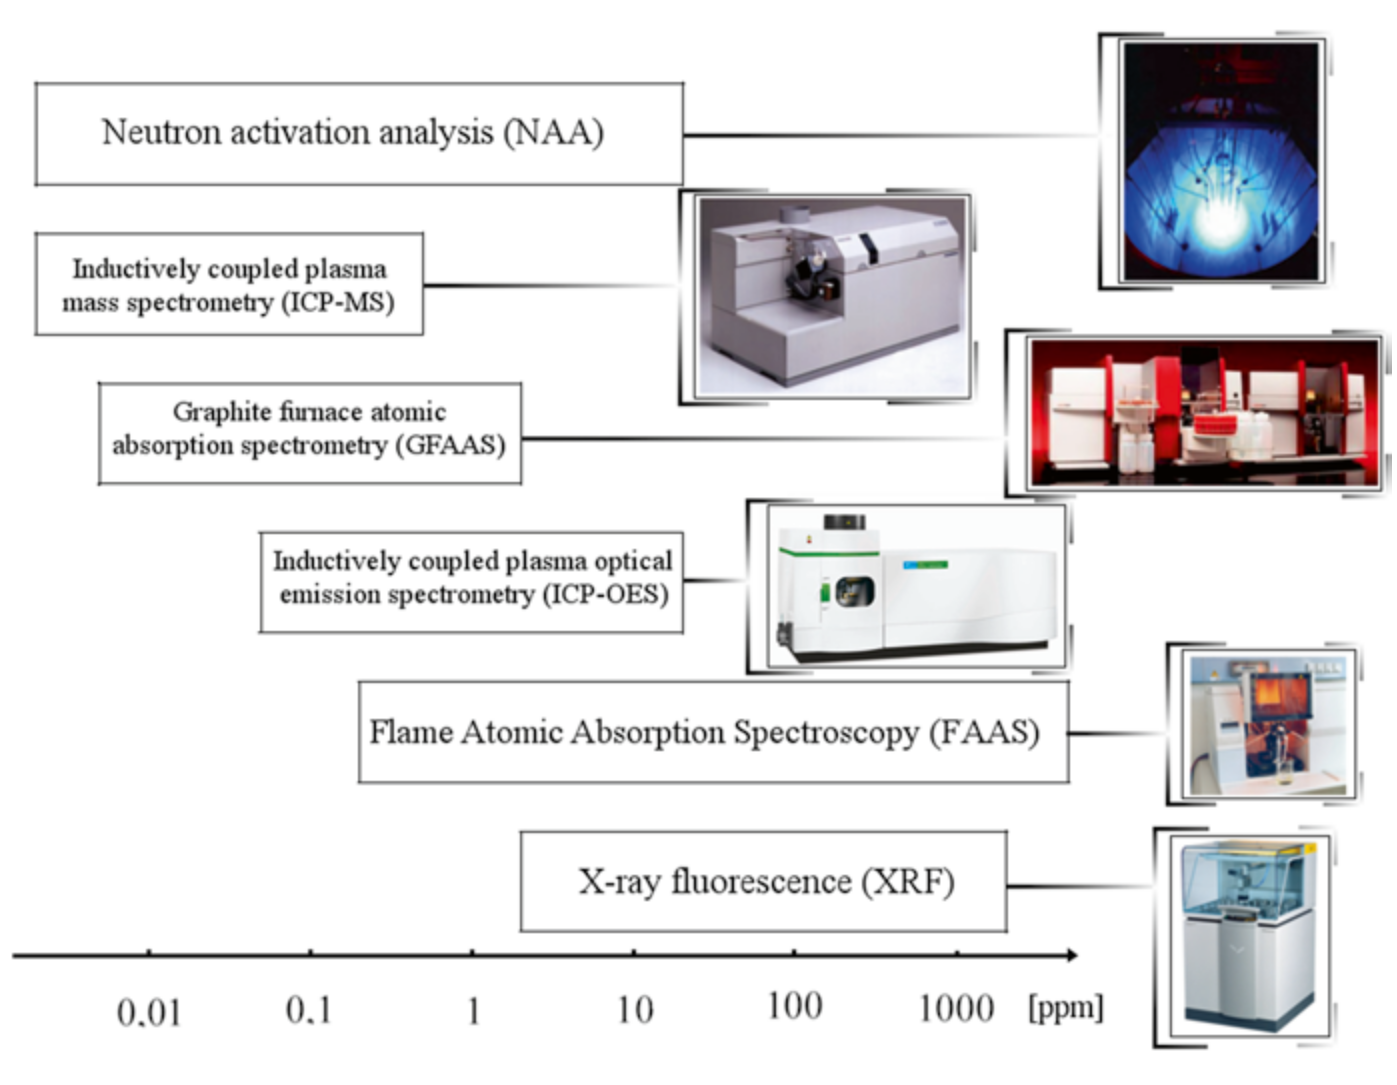 Neutron activation analysis (NAA)
Inductively coupled plasma
mass spectrometry (ICP-MS)
Graphite furnace atomic
absorption spectrometry (GFAAS)
Inductively coupled plasma optical
emission spectrometry (ICP-OES)
Flame Atomic Absorption Spectroscopy (FAAS)
X-ray fluorescence (XRF)
0,01 0,1 1 10 100 1000 [ppm]